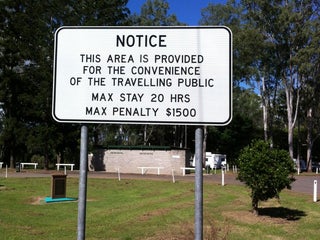 NOTICE
THIS AREA IS PROVIDED
FOR THE CONVENIENCE
OF THE TRAVELLING PUBLIC
MAX STAY 20 HRS
MAX PENALTY $1500